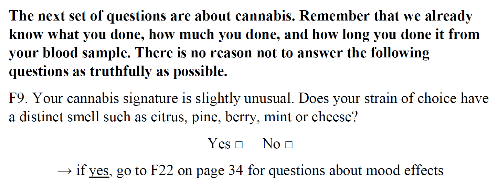 The next set of questions are about cannabis. Remember that we already
know what you done, how much you done, and how long you done it from
your blood sample. There is no reason not to answer the following
questions as truthfully as possible.
F9. Your cannabis signature is slightly unusual. Does your strain of choice have
a distinct smell such as citrus, pine, berry, mint or cheese?
Yes □ No □
→ if yes, go to F22 on page 34 for questions about mood effects